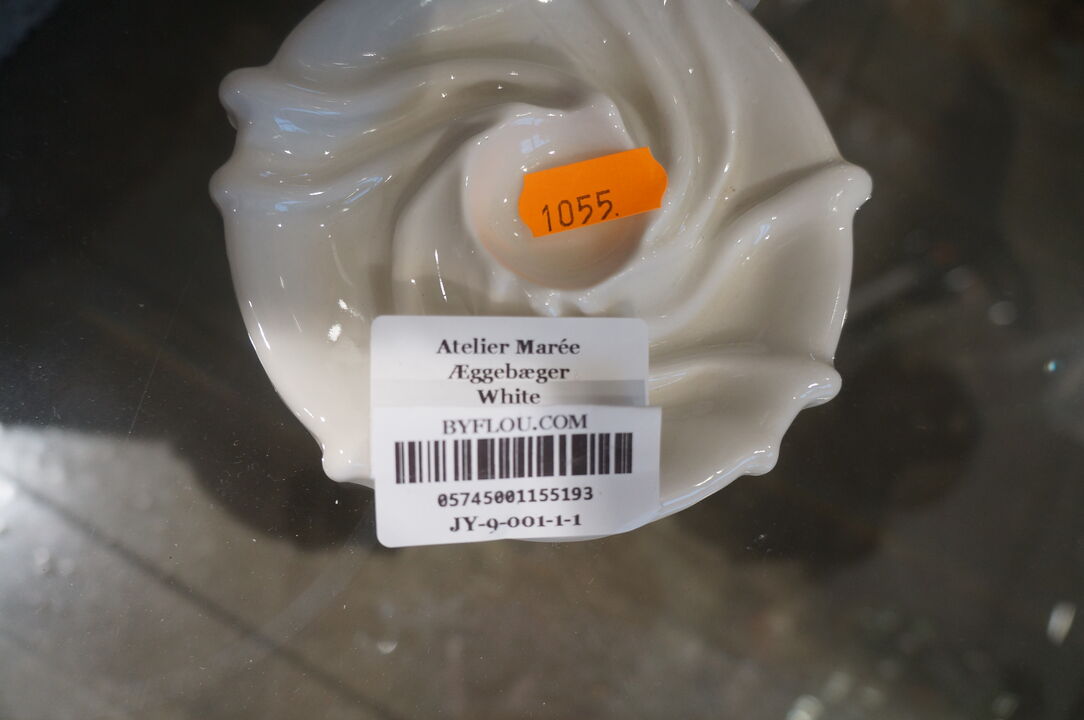 1055.
Atelier Marée
Æggebæger
White
BYFLOU.COM
05745001155193
JY-9-001-1-1